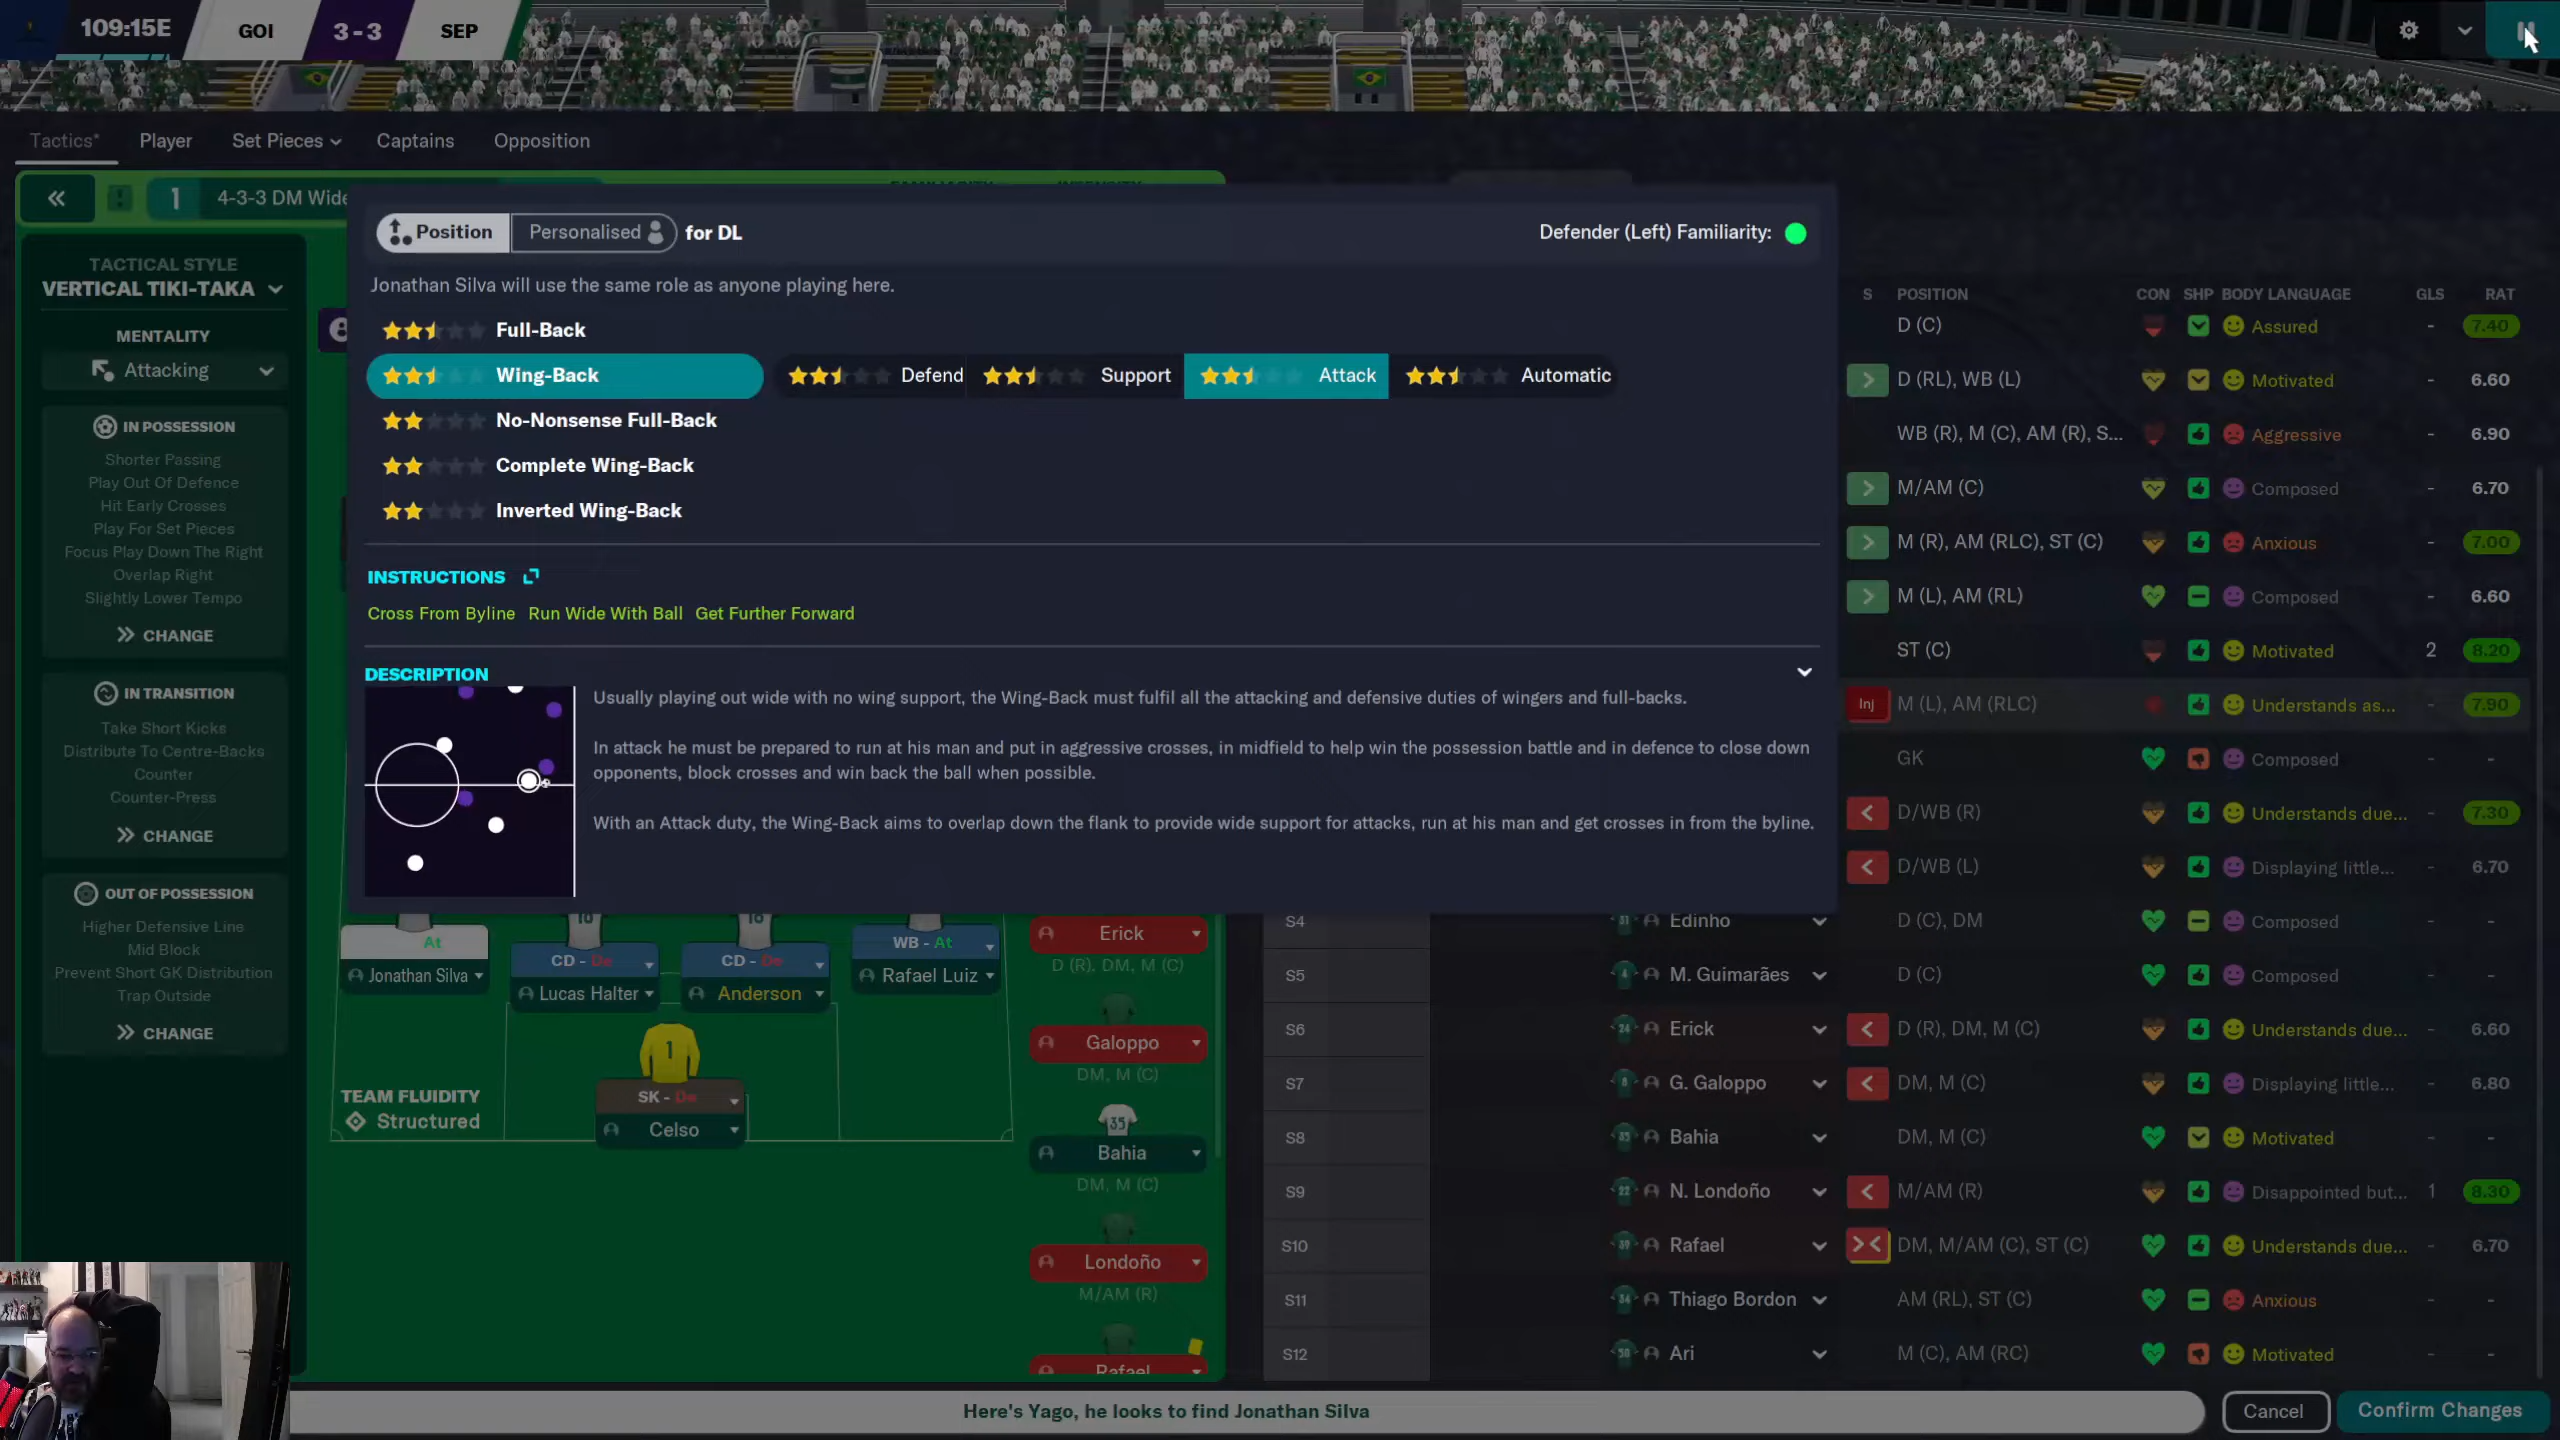 109:15E GOI 3-3 SEP
Tactics* Player Set Pieces Captains Opposition
1 4-3-3 DM Wide
TACTICAL STYLE
VERTICAL TIKI-TAKA
MENTALITY
Attacking
IN POSSESSION
Shorter Passing
Play Out Of Defence
Hit Early Crosses
Play For Set Pieces
Focus Play Down The Right
Overlap Right
Slightly Lower Tempo
CHANGE
IN TRANSITION
Take Short Kicks
Distribute To Centre-Backs
Counter
Counter-Press
CHANGE
OUT OF POSSESSION
Higher Defensive Line
Mid Block
Prevent Short GK Distribution
Trap Outside
CHANGE
Position Personalised for DL
Defender (Left) Familiarity:
Jonathan Silva will use the same role as anyone playing here.
Full-Back
Wing-Back Defend Support Attack Automatic
No-Nonsense Full-Back
Complete Wing-Back
Inverted Wing-Back
INSTRUCTIONS
Cross From Byline Run Wide With Ball Get Further Forward
DESCRIPTION
Usually playing out wide with no wing support, the Wing-Back must fulfil all the attacking and defensive duties of wingers and full-backs.
In attack he must be prepared to run at his man and put in aggressive crosses, in midfield to help win the possession battle and in defence to close down
opponents, block crosses and win back the ball when possible.
With an Attack duty, the Wing-Back aims to overlap down the flank to provide wide support for attacks, run at his man and get crosses in from the byline.
At
Jonathan Silva
CD - De
Lucas Halter
CD - De
Anderson
WB - At
Rafael Luiz
1
SK - De
Celso
TEAM FLUIDITY
Structured
Erick
D (R), DM, M (C)
Galoppo
DM, M (C)
35
Bahia
DM, M (C)
Londoño
M/AM (R)
Rafael
S POSITION CON SHP BODY LANGUAGE GLS RAT
D (C) Assured - 7.40
D (RL), WB (L) Motivated - 6.60
WB (R), M (C), AM (R), S... Aggressive - 6.90
M/AM (C) Composed - 6.70
M (R), AM (RLC), ST (C) Anxious - 7.00
M (L), AM (RL) Composed - 6.60
ST (C) Motivated 2 8.20
Inj M (L), AM (RLC) Understands as... - 7.90
GK Composed - -
D/WB (R) Understands due... - 7.30
D/WB (L) Displaying little... - 6.70
S4 Edinho D (C), DM Composed - -
S5 M. Guimarães D (C) Composed - -
S6 24 Erick D (R), DM, M (C) Understands due... - 6.60
S7 8 G. Galoppo DM, M (C) Displaying little... - 6.80
S8 35 Bahia DM, M (C) Motivated - -
S9 22 N. Londoño M/AM (R) Disappointed but... 1 8.30
S10 Rafael DM, M/AM (C), ST (C) Understands due... - 6.70
S11 Thiago Bordon AM (RL), ST (C) Anxious - -
S12 Ari M (C), AM (RC) Motivated - -
Here's Yago, he looks to find Jonathan Silva
Cancel Confirm Changes